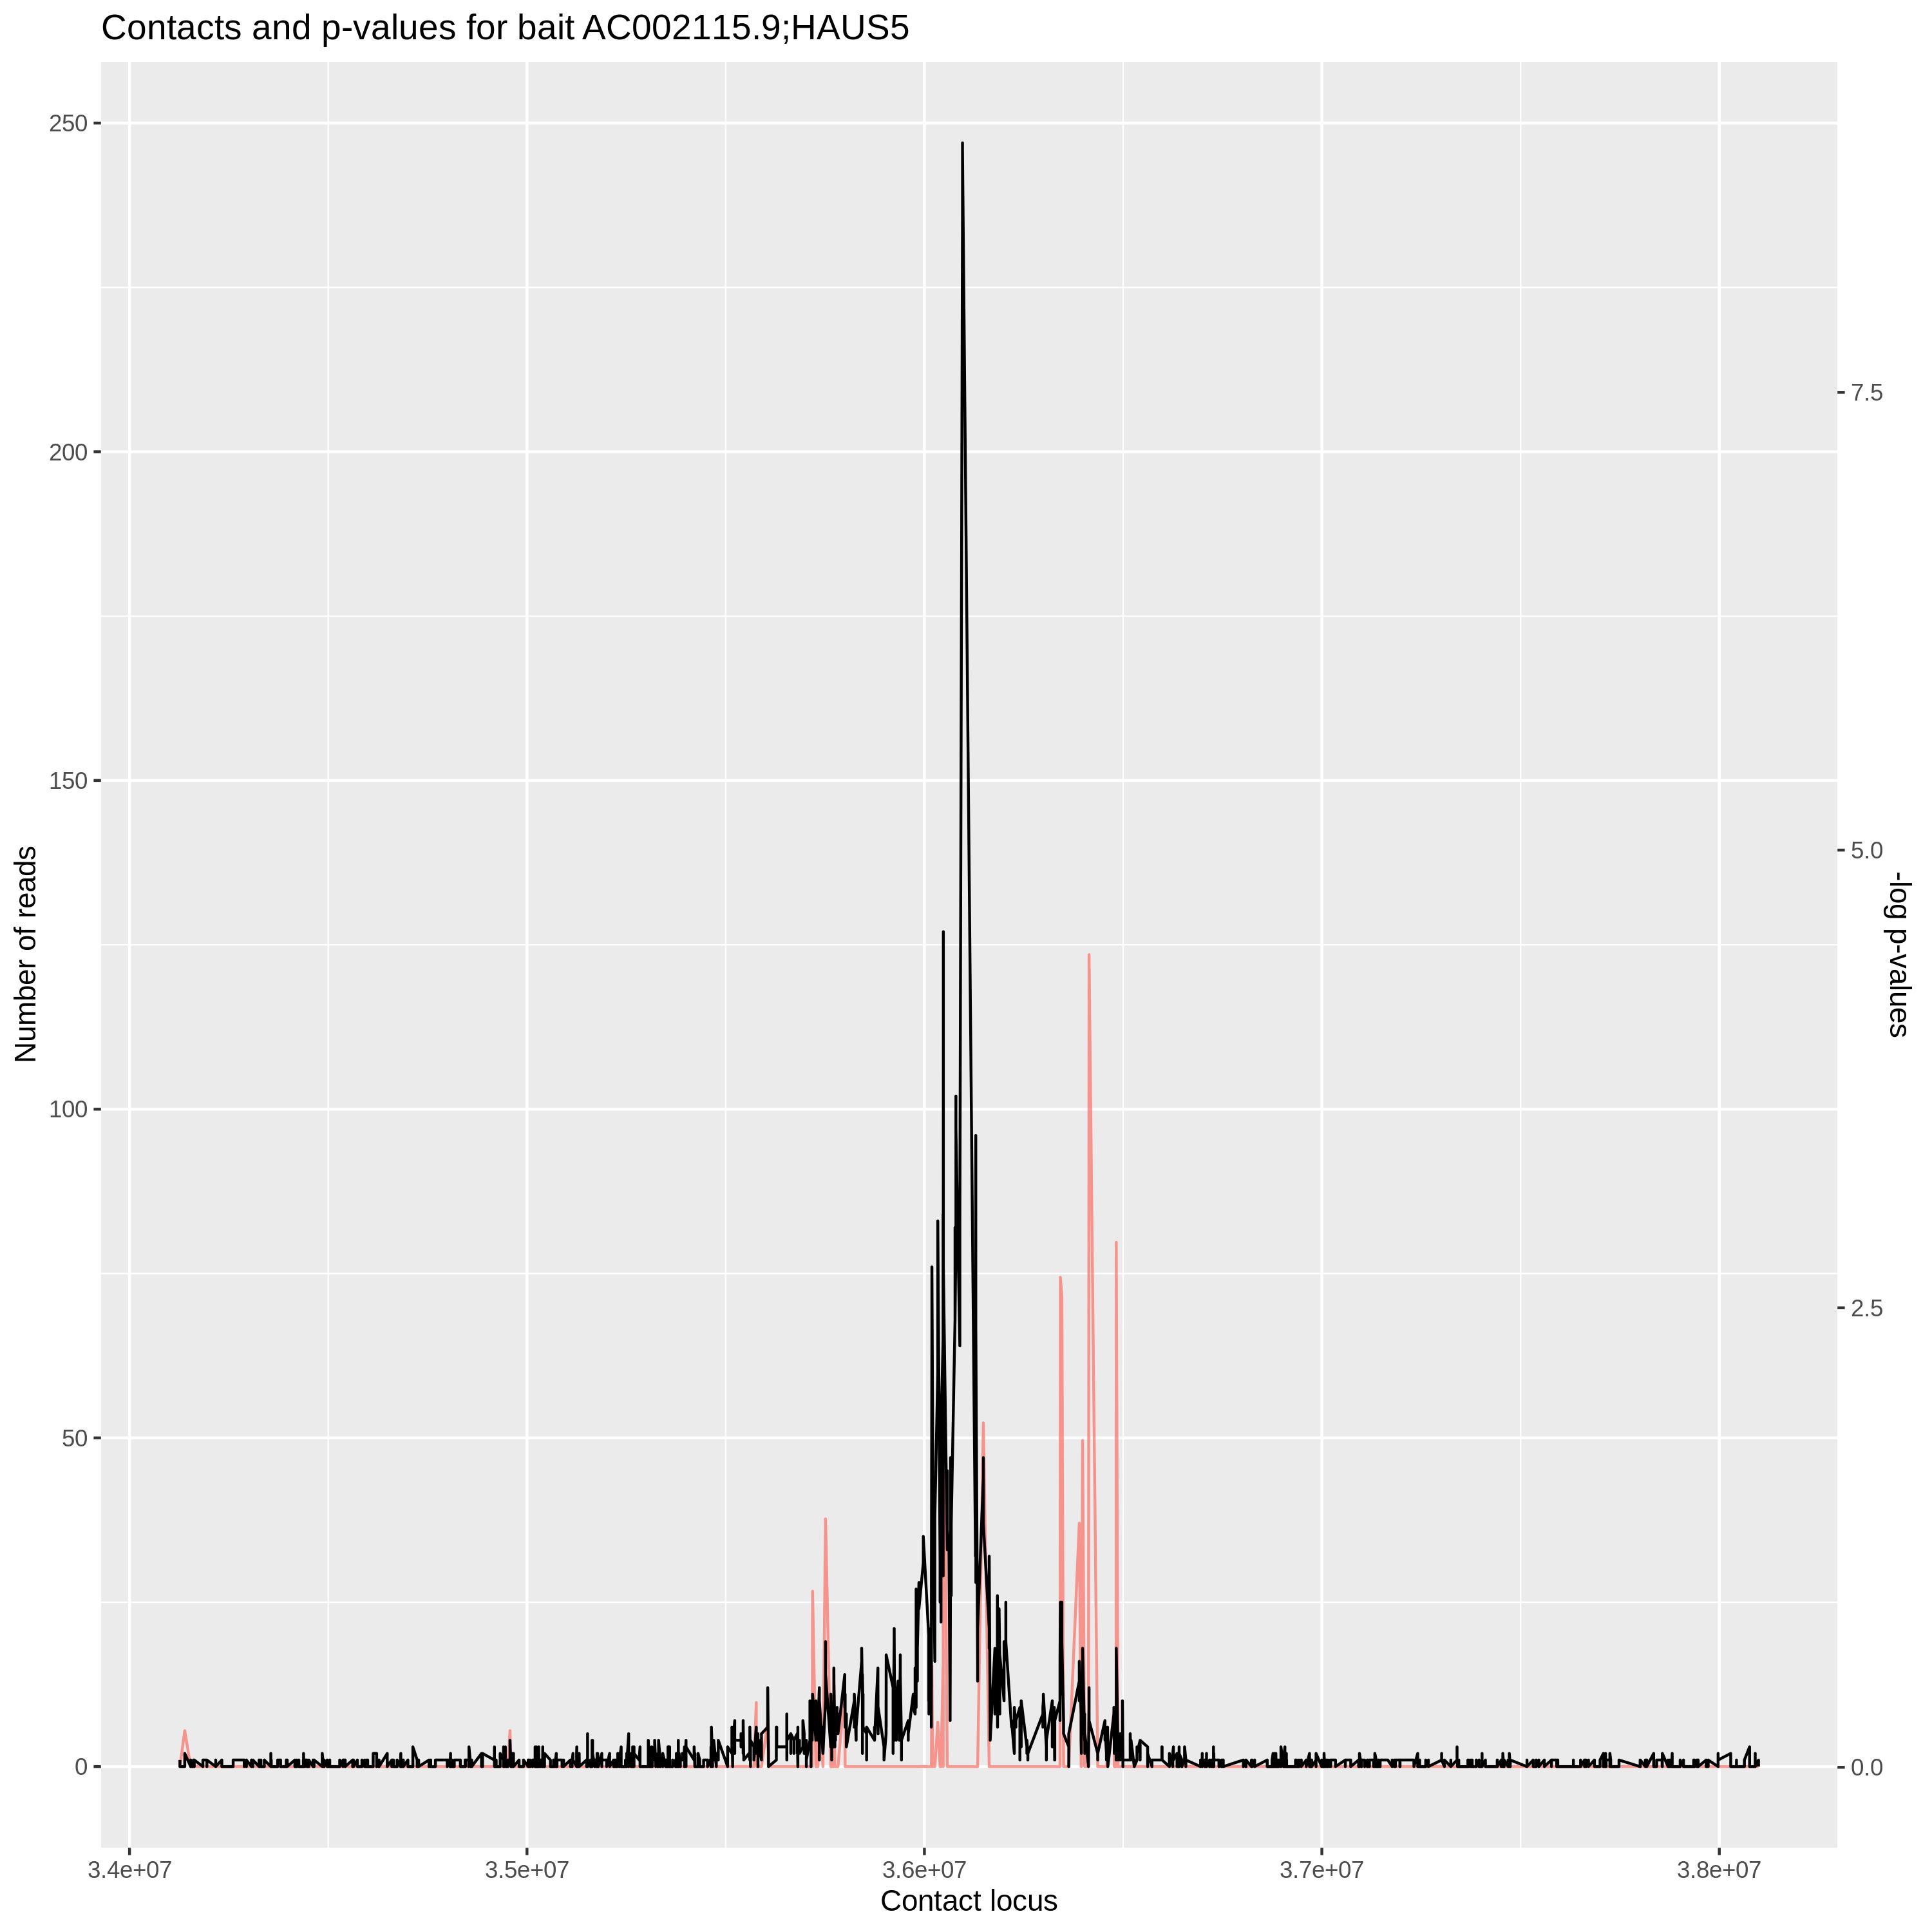 Contacts and p-values for bait AC002115.9;HAUS5
250
200
150
100
50
0
Number of reads
7.5
5.0
2.5
0.0
-log p-values
3.4e+07
3.5e+07
3.6e+07
3.7e+07
3.8e+07
Contact locus